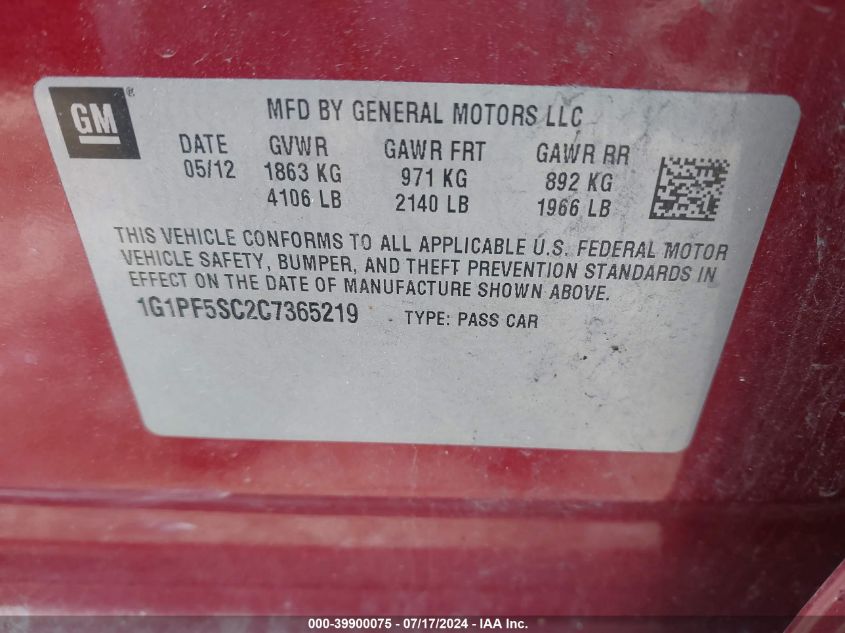 GM®
MFD BY GENERAL MOTORS LLC
DATE GVWR GAWR FRT GAWR RR
05/12 1863 KG 971 KG 892 KG
4106 LB 2140 LB 1966 LB
THIS VEHICLE CONFORMS TO ALL APPLICABLE U.S. FEDERAL MOTOR
VEHICLE SAFETY, BUMPER, AND THEFT PREVENTION STANDARDS IN
EFFECT ON THE DATE OF MANUFACTURE SHOWN ABOVE.
1G1PF5SC2C7365219 TYPE: PASS CAR
000-39900075 - 07/17/2024 - IAA Inc.